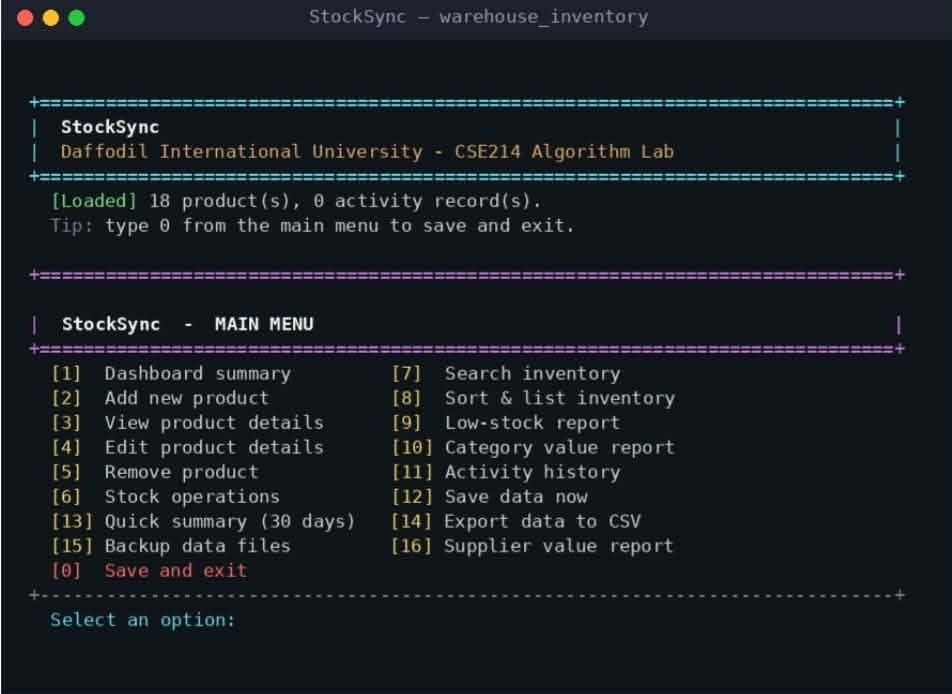 StockSync — warehouse_inventory
StockSync
Daffodil International University - CSE214 Algorithm Lab
[Loaded] 18 product(s), 0 activity record(s).
Tip: type 0 from the main menu to save and exit.
StockSync - MAIN MENU
[1] Dashboard summary [7] Search inventory
[2] Add new product [8] Sort & list inventory
[3] View product details [9] Low-stock report
[4] Edit product details [10] Category value report
[5] Remove product [11] Activity history
[6] Stock operations [12] Save data now
[13] Quick summary (30 days) [14] Export data to CSV
[15] Backup data files [16] Supplier value report
[0] Save and exit
Select an option: